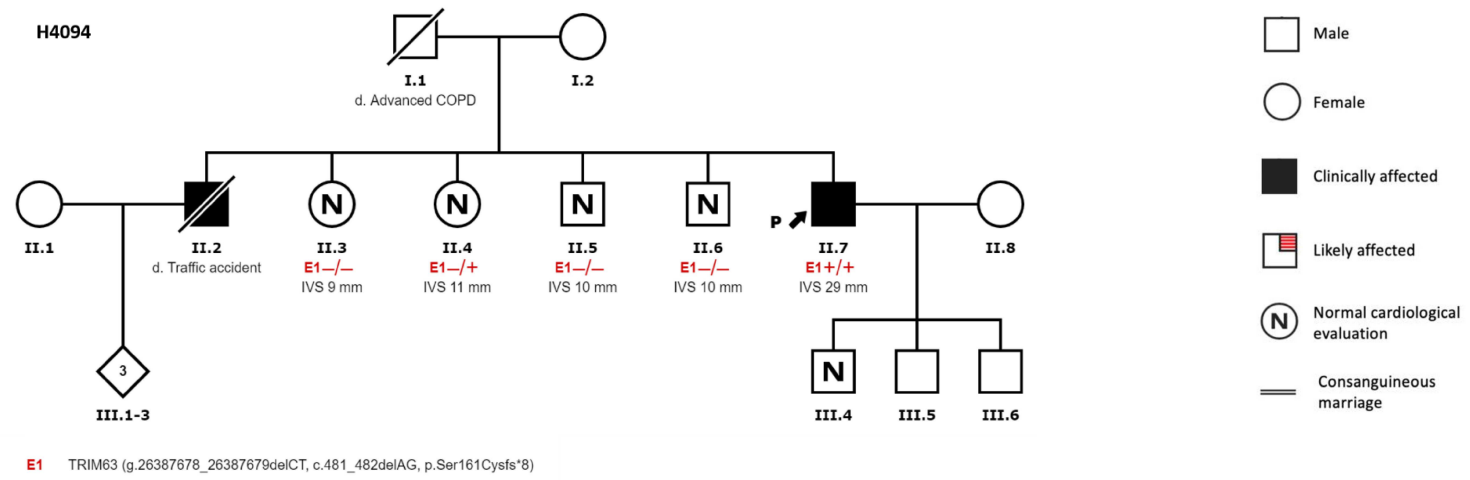 H4094
I.1
I.2
d. Advanced COPD
N
N
N
N
P
II.1
II.2
II.3
II.4
II.5
II.6
II.7
II.8
d. Traffic accident
E1–/–
E1–/+
E1–/–
E1–/–
E1+/+
IVS 9 mm
IVS 11 mm
IVS 10 mm
IVS 10 mm
IVS 29 mm
3
N
III.1-3
III.4
III.5
III.6
E1 TRIM63 (g.26387678_26387679delCT, c.481_482delAG, p.Ser161Cysfs*8)
Male
Female
Clinically affected
Likely affected
N
Normal cardiological
evaluation
Consanguineous
marriage